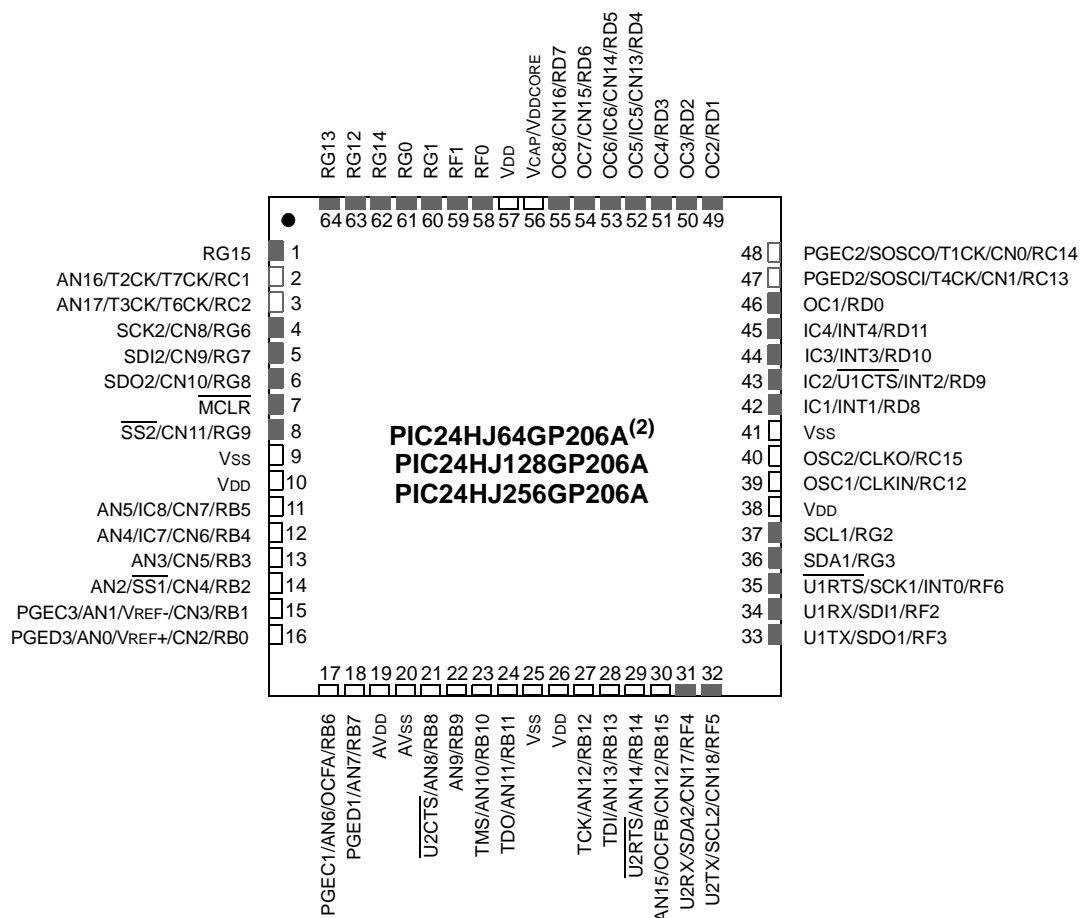 RG13
RG12
RG14
RG0
RG1
RF1
RF0
VDD
VCAP/VDDCORE
OC8/CN16/RD7
OC7/CN15/RD6
OC6/IC6/CN14/RD5
OC5/IC5/CN13/RD4
OC4/RD3
OC3/RD2
OC2/RD1
64 63 62 61 60 59 58 57 56 55 54 53 52 51 50 49
RG15 1
AN16/T2CK/T7CK/RC1 2
AN17/T3CK/T6CK/RC2 3
SCK2/CN8/RG6 4
SDI2/CN9/RG7 5
SDO2/CN10/RG8 6
MCLR 7
SS2/CN11/RG9 8
VSS 9
VDD 10
AN5/IC8/CN7/RB5 11
AN4/IC7/CN6/RB4 12
AN3/CN5/RB3 13
AN2/SS1/CN4/RB2 14
PGEC3/AN1/VREF-/CN3/RB1 15
PGED3/AN0/VREF+/CN2/RB0 16
PIC24HJ64GP206A(2)
PIC24HJ128GP206A
PIC24HJ256GP206A
48 PGEC2/SOSCO/T1CK/CN0/RC14
47 PGED2/SOSCI/T4CK/CN1/RC13
46 OC1/RD0
45 IC4/INT4/RD11
44 IC3/INT3/RD10
43 IC2/U1CTS/INT2/RD9
42 IC1/INT1/RD8
41 VSS
40 OSC2/CLKO/RC15
39 OSC1/CLKIN/RC12
38 VDD
37 SCL1/RG2
36 SDA1/RG3
35 U1RTS/SCK1/INT0/RF6
34 U1RX/SDI1/RF2
33 U1TX/SDO1/RF3
17 18 19 20 21 22 23 24 25 26 27 28 29 30 31 32
PGEC1/AN6/OCFA/RB6
PGED1/AN7/RB7
AVDD
AVSS
U2CTS/AN8/RB8
AN9/RB9
TMS/AN10/RB10
TDO/AN11/RB11
VSS
VDD
TCK/AN12/RB12
TDI/AN13/RB13
U2RTS/AN14/RB14
AN15/OCFB/CN12/RB15
U2RX/SDA2/CN17/RF4
U2TX/SCL2/CN18/RF5